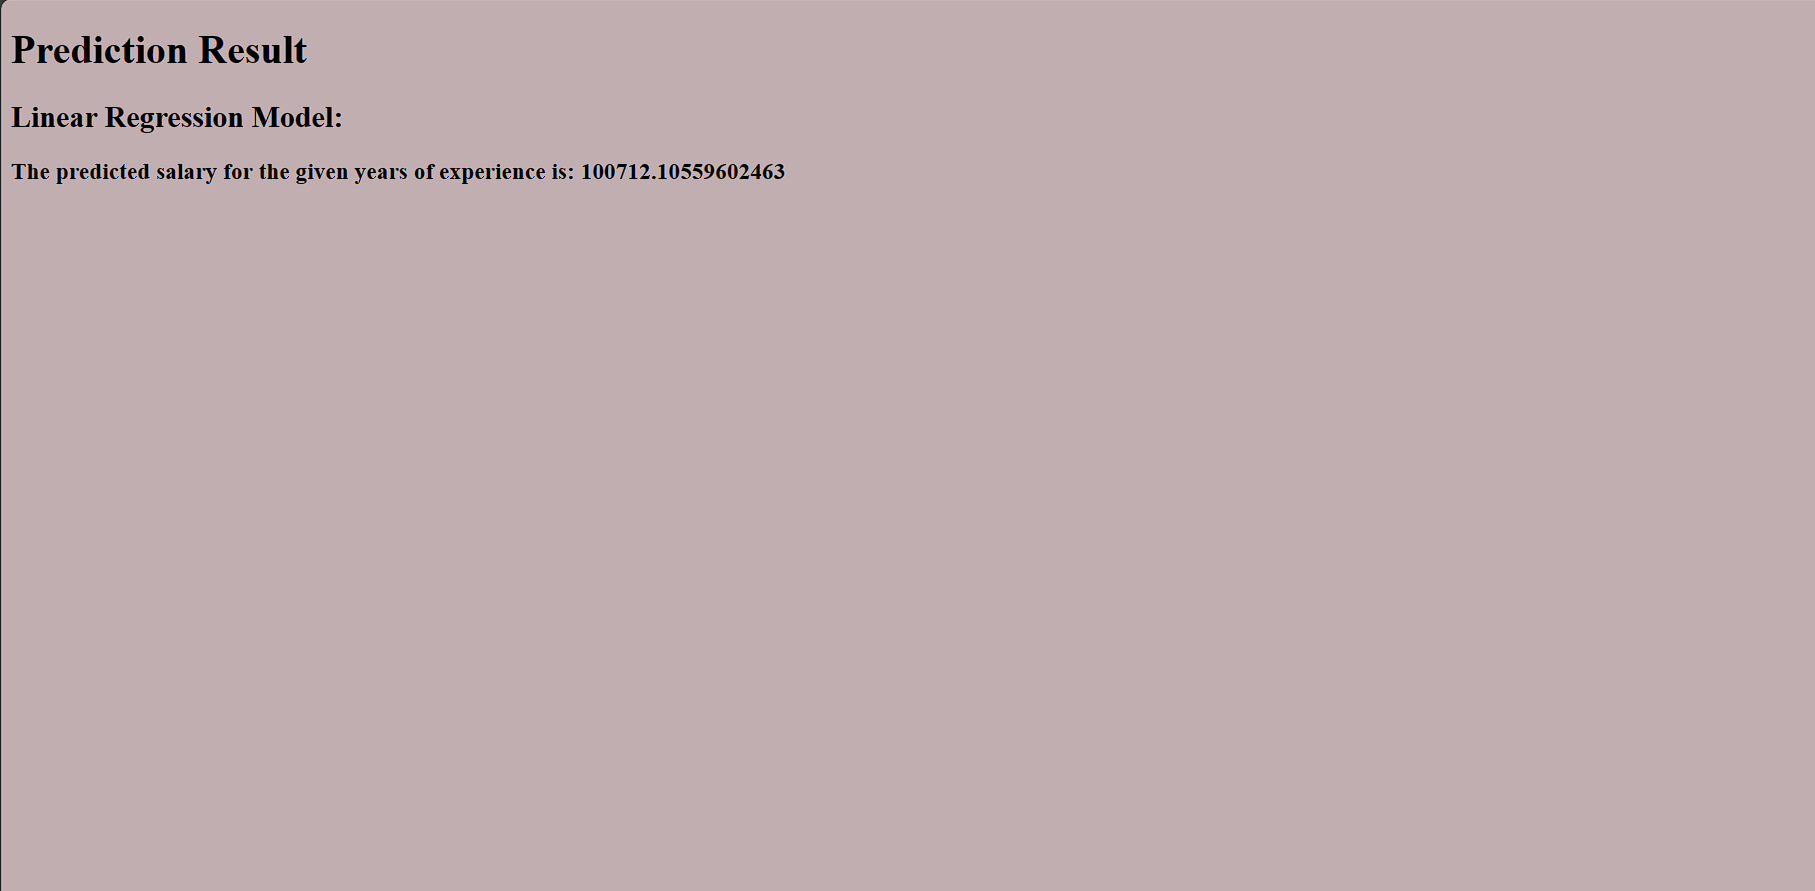 Prediction Result
Linear Regression Model:
The predicted salary for the given years of experience is: 100712.10559602463